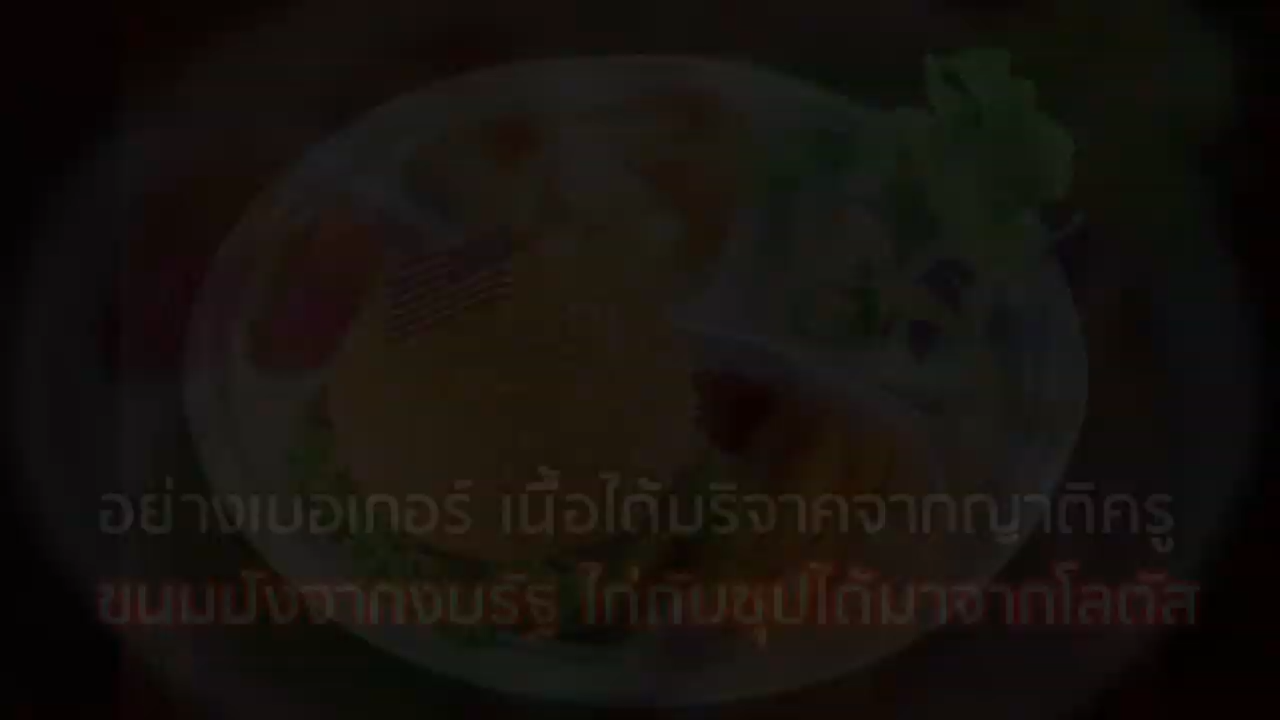 อย่างเบอเกอร์ เนื้อได้บริจาคจากญาติครู
ขนมปังจากงบรัฐ ไก่กับซุปได้มาจากโลตัส